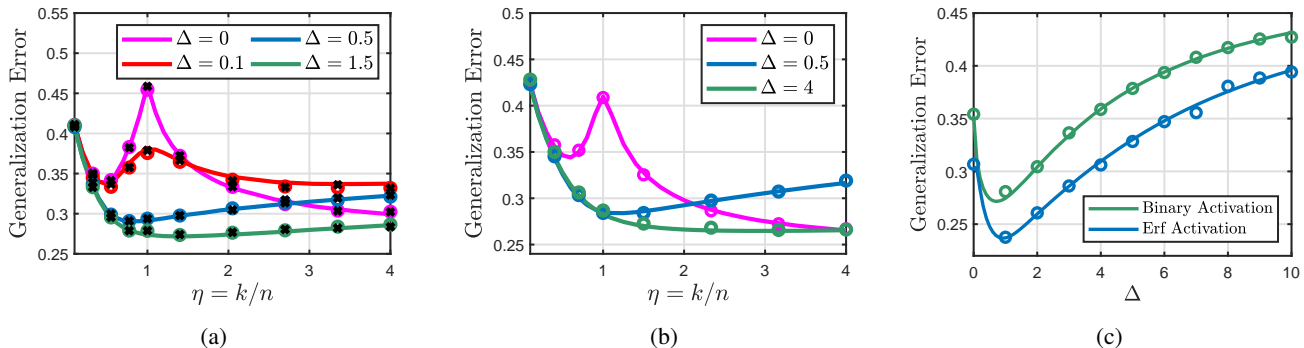 Generalization Error
0.55
0.5
0.45
0.4
0.35
0.3
0.25
Δ = 0 Δ = 0.5
Δ = 0.1 Δ = 1.5
1 2 3 4
η = k/n
(a)
Generalization Error
0.5
0.45
0.4
0.35
0.3
0.25
Δ = 0
Δ = 0.5
Δ = 4
1 2 3 4
η = k/n
(b)
Generalization Error
0.45
0.4
0.35
0.3
0.25
Binary Activation
Erf Activation
0 2 4 6 8 10
Δ
(c)